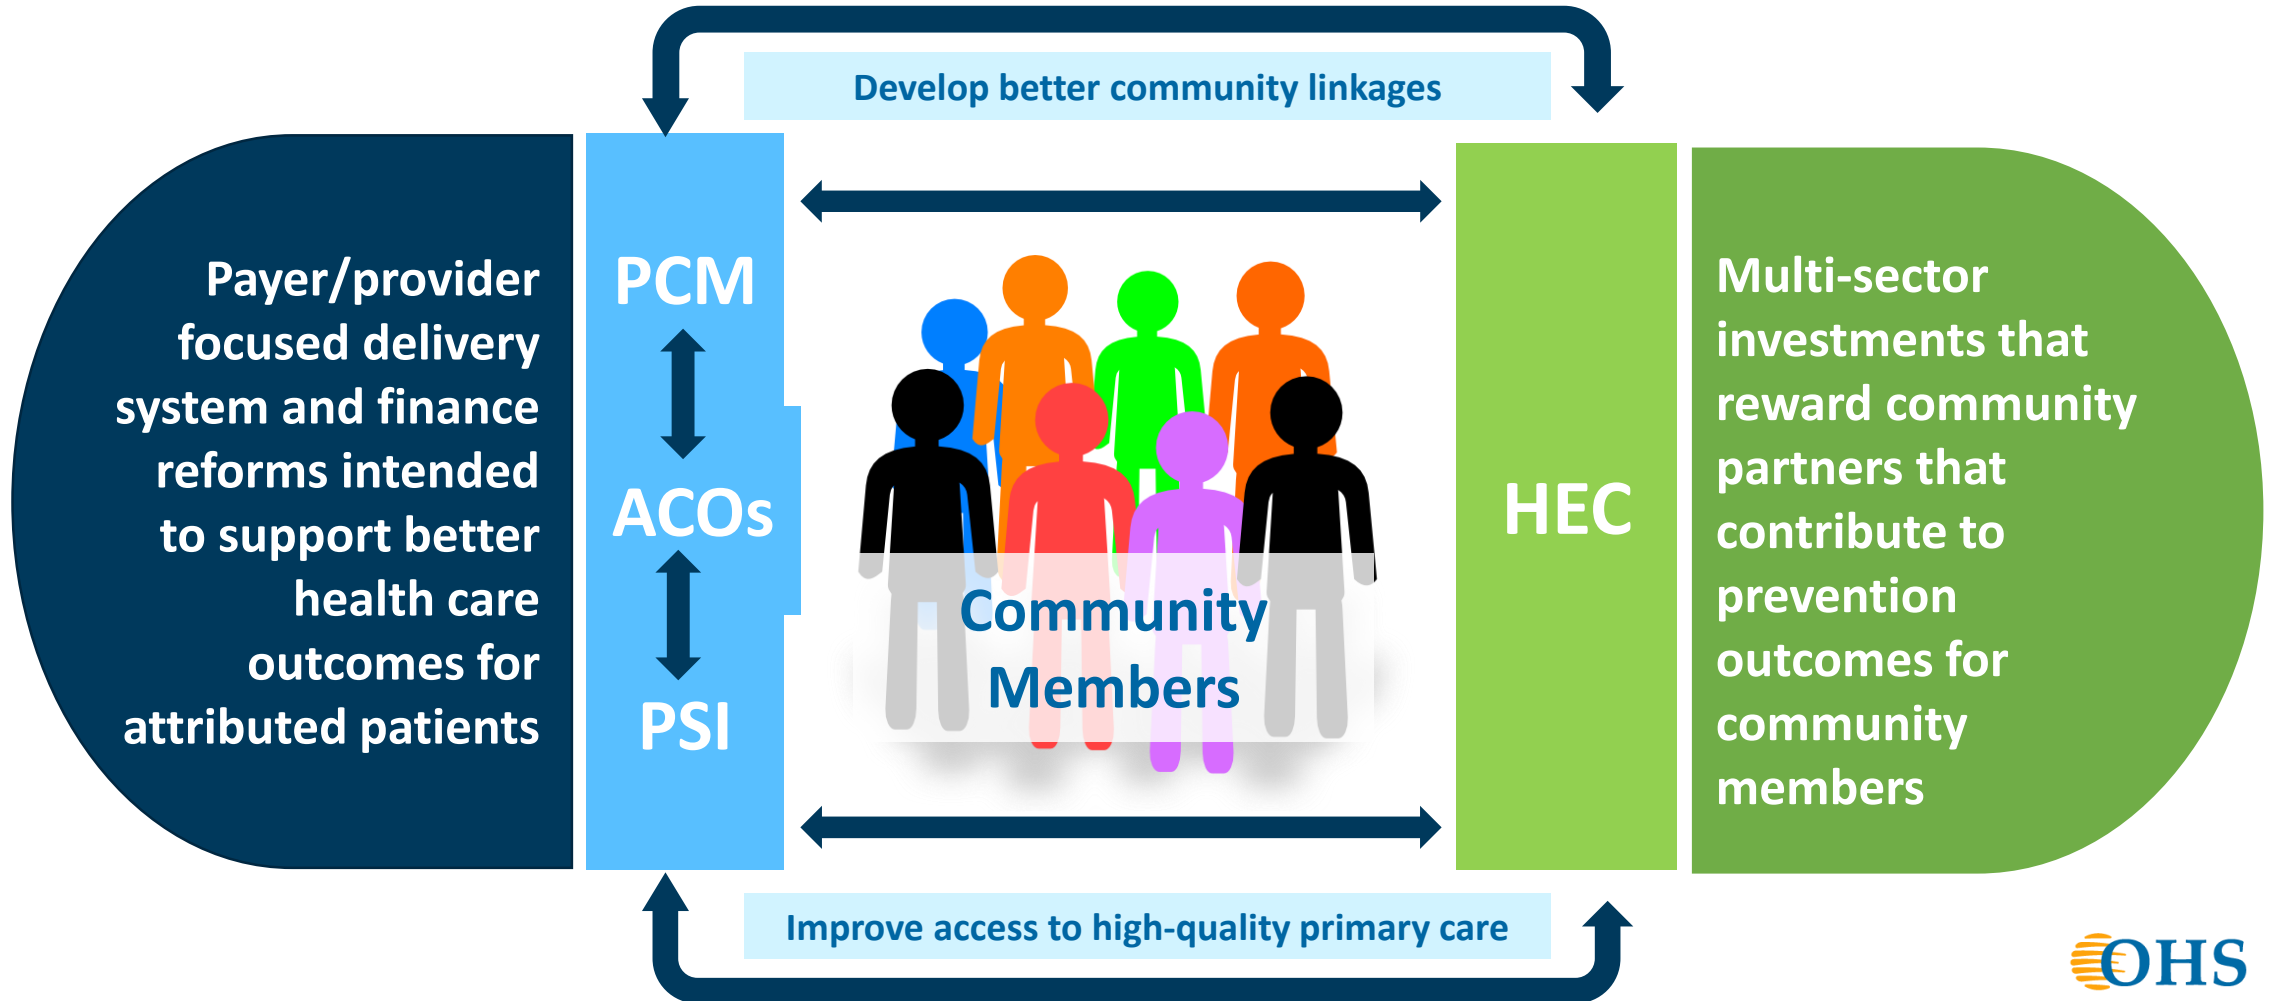 Develop better community linkages
Payer/provider
focused delivery
system and finance
reforms intended
to support better
health care
outcomes for
attributed patients
PCM
ACOs
PSI
Community
Members
HEC
Multi-sector
investments that
reward community
partners that
contribute to
prevention
outcomes for
community
members
Improve access to high-quality primary care
OHS